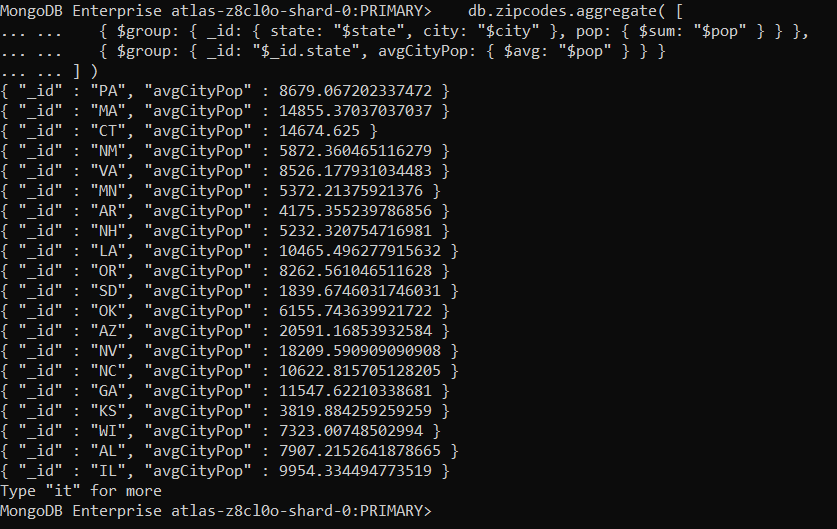 MongoDB Enterprise atlas-z8cl0o-shard-0:PRIMARY>    db.zipcodes.aggregate( [
... ...    { $group: { _id: { state: "$state", city: "$city" }, pop: { $sum: "$pop" } } },
... ...    { $group: { _id: "$_id.state", avgCityPop: { $avg: "$pop" } } }
... ... ] )
{ "_id" : "PA", "avgCityPop" : 8679.067202337472 }
{ "_id" : "MA", "avgCityPop" : 14855.37037037037 }
{ "_id" : "CT", "avgCityPop" : 14674.625 }
{ "_id" : "NM", "avgCityPop" : 5872.360465116279 }
{ "_id" : "VA", "avgCityPop" : 8526.177931034483 }
{ "_id" : "MN", "avgCityPop" : 5372.21375921376 }
{ "_id" : "AR", "avgCityPop" : 4175.355239786856 }
{ "_id" : "NH", "avgCityPop" : 5232.320754716981 }
{ "_id" : "LA", "avgCityPop" : 10465.496277915632 }
{ "_id" : "OR", "avgCityPop" : 8262.561046511628 }
{ "_id" : "SD", "avgCityPop" : 1839.6746031746031 }
{ "_id" : "OK", "avgCityPop" : 6155.743639921722 }
{ "_id" : "AZ", "avgCityPop" : 20591.16853932584 }
{ "_id" : "NV", "avgCityPop" : 18209.590909090908 }
{ "_id" : "NC", "avgCityPop" : 10622.815705128205 }
{ "_id" : "GA", "avgCityPop" : 11547.62210338681 }
{ "_id" : "KS", "avgCityPop" : 3819.884259259259 }
{ "_id" : "WI", "avgCityPop" : 7323.00748502994 }
{ "_id" : "AL", "avgCityPop" : 7907.2152641878665 }
{ "_id" : "IL", "avgCityPop" : 9954.334494773519 }
Type "it" for more
MongoDB Enterprise atlas-z8cl0o-shard-0:PRIMARY>